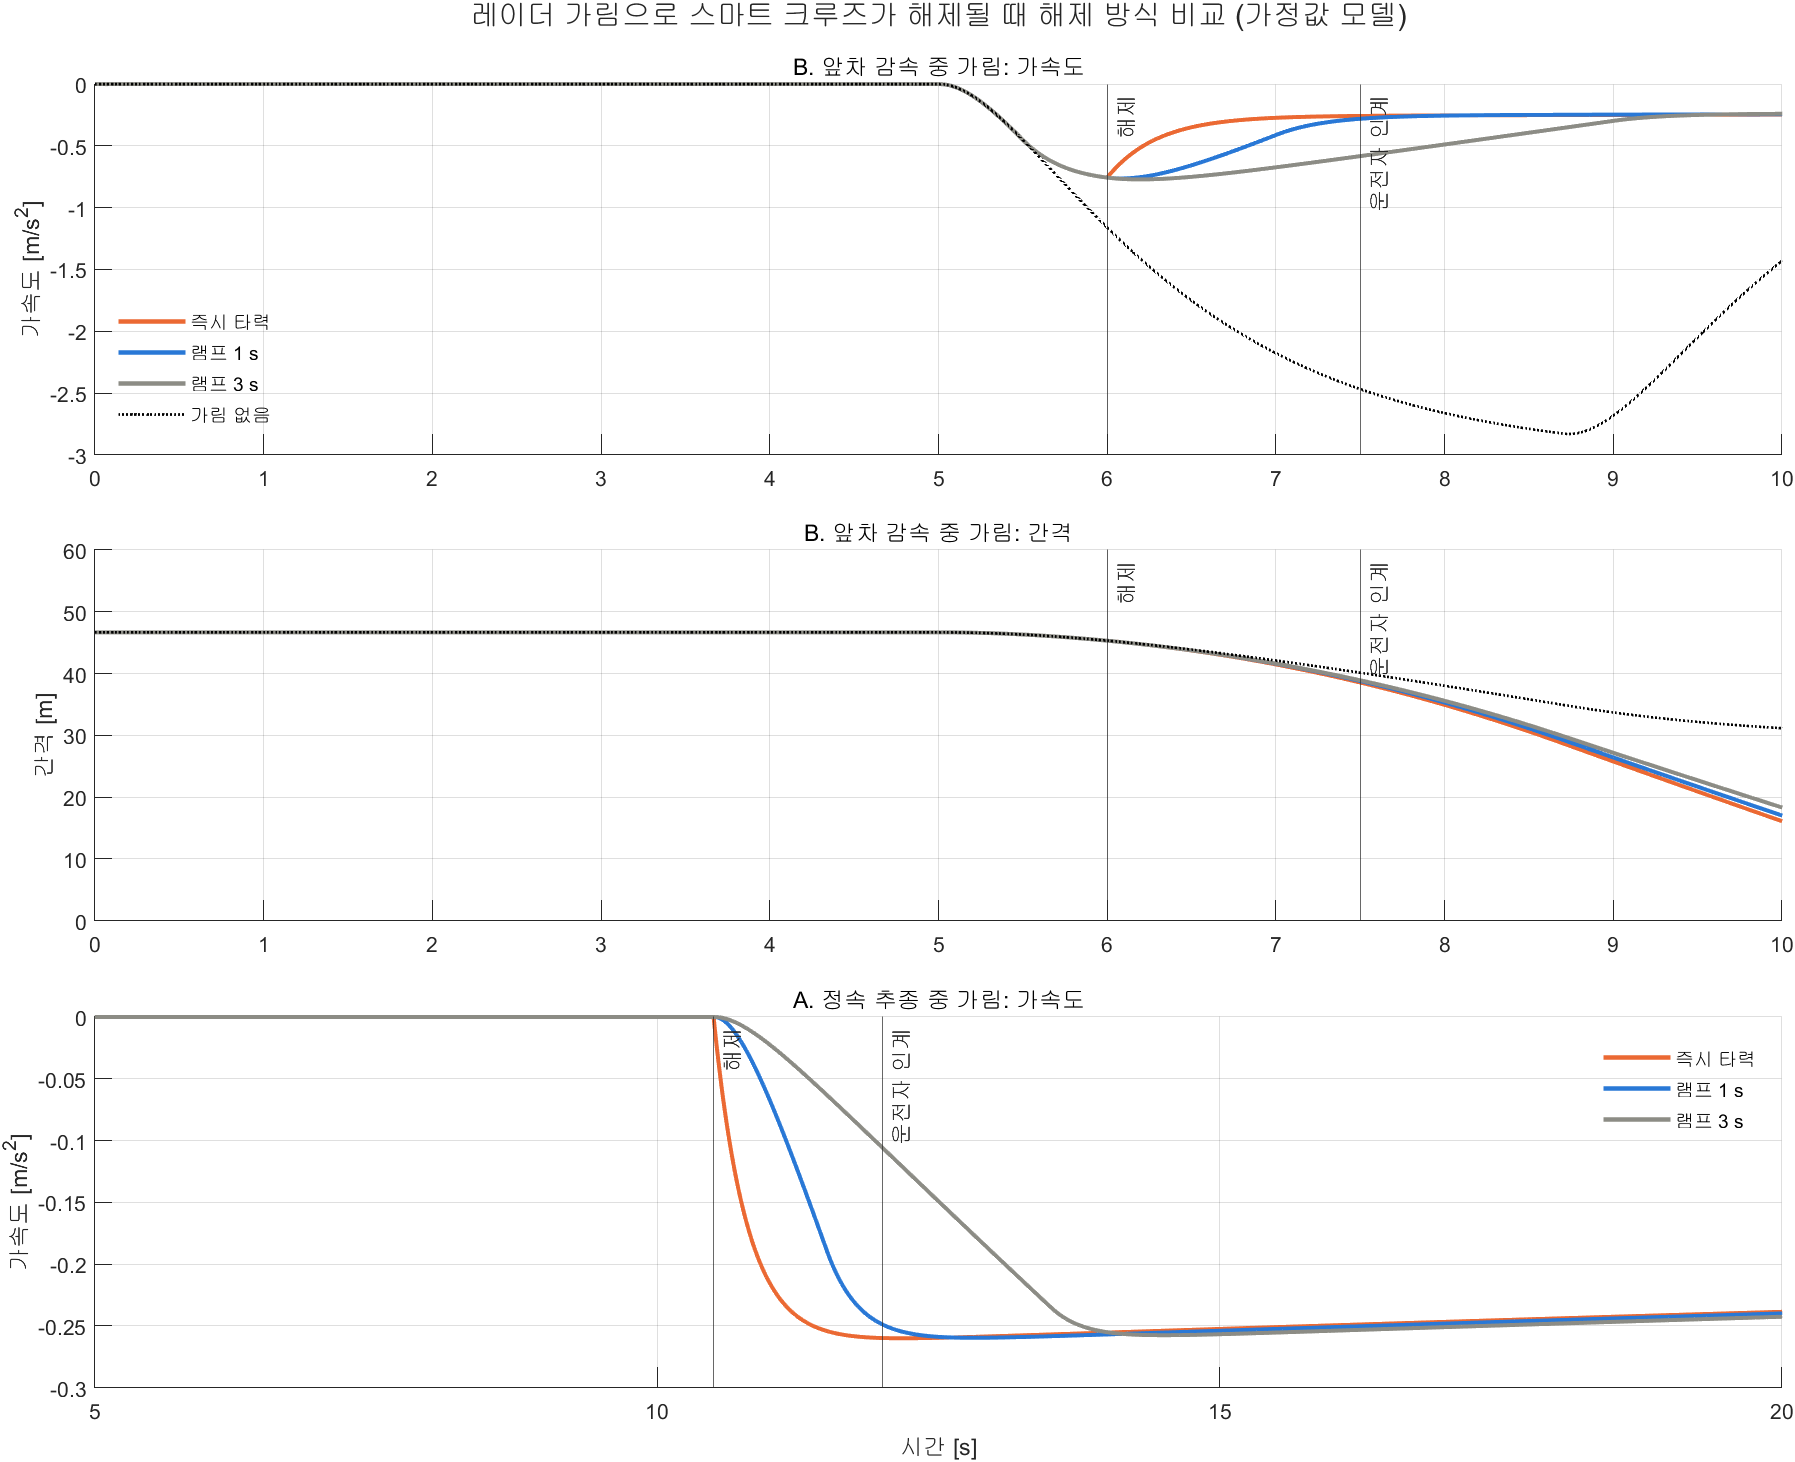 레이더 가림으로 스마트 크루즈가 해제될 때 해제 방식 비교 (가정값 모델)
B. 앞차 감속 중 가림: 가속도
가속도 [m/s²]
0
-0.5
-1
-1.5
-2
-2.5
-3
해제
운전자 인계
즉시 타력
램프 1 s
램프 3 s
가림 없음
0 1 2 3 4 5 6 7 8 9 10
B. 앞차 감속 중 가림: 간격
간격 [m]
60
50
40
30
20
10
0
해제
운전자 인계
0 1 2 3 4 5 6 7 8 9 10
A. 정속 추종 중 가림: 가속도
가속도 [m/s²]
0
-0.05
-0.1
-0.15
-0.2
-0.25
-0.3
해제
운전자 인계
즉시 타력
램프 1 s
램프 3 s
5 10 15 20
시간 [s]